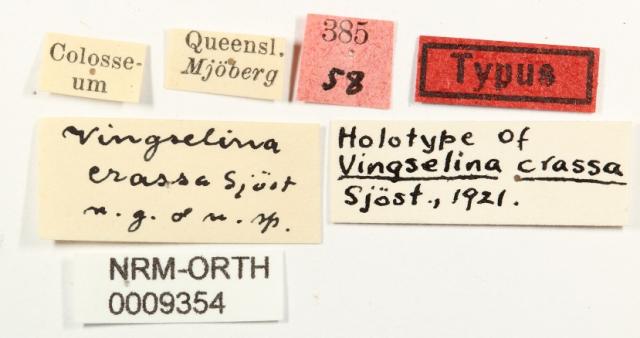 Colosse-
um
Queensl.
Mjöberg
385
58
Typus
Vingselina
crassa Sjöst
n. g. & n. sp.
Holotype of
Vingselina crassa
Sjöst., 1921.
NRM-ORTH
0009354